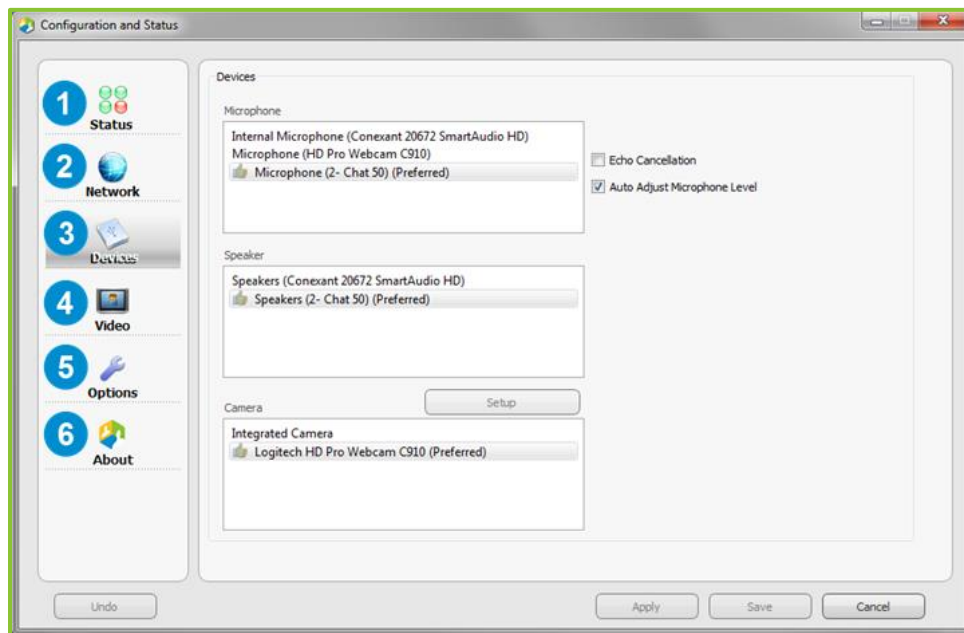 Configuration and Status
1
Status
2
Network
3
Devices
4
Video
5
Options
6
About
Devices
Microphone
Internal Microphone (Conexant 20672 SmartAudio HD)
Microphone (HD Pro Webcam C910)
Microphone (2- Chat 50) (Preferred)
Echo Cancellation
Auto Adjust Microphone Level
Speaker
Speakers (Conexant 20672 SmartAudio HD)
Speakers (2- Chat 50) (Preferred)
Setup
Camera
Integrated Camera
Logitech HD Pro Webcam C910 (Preferred)
Undo
Apply
Save
Cancel